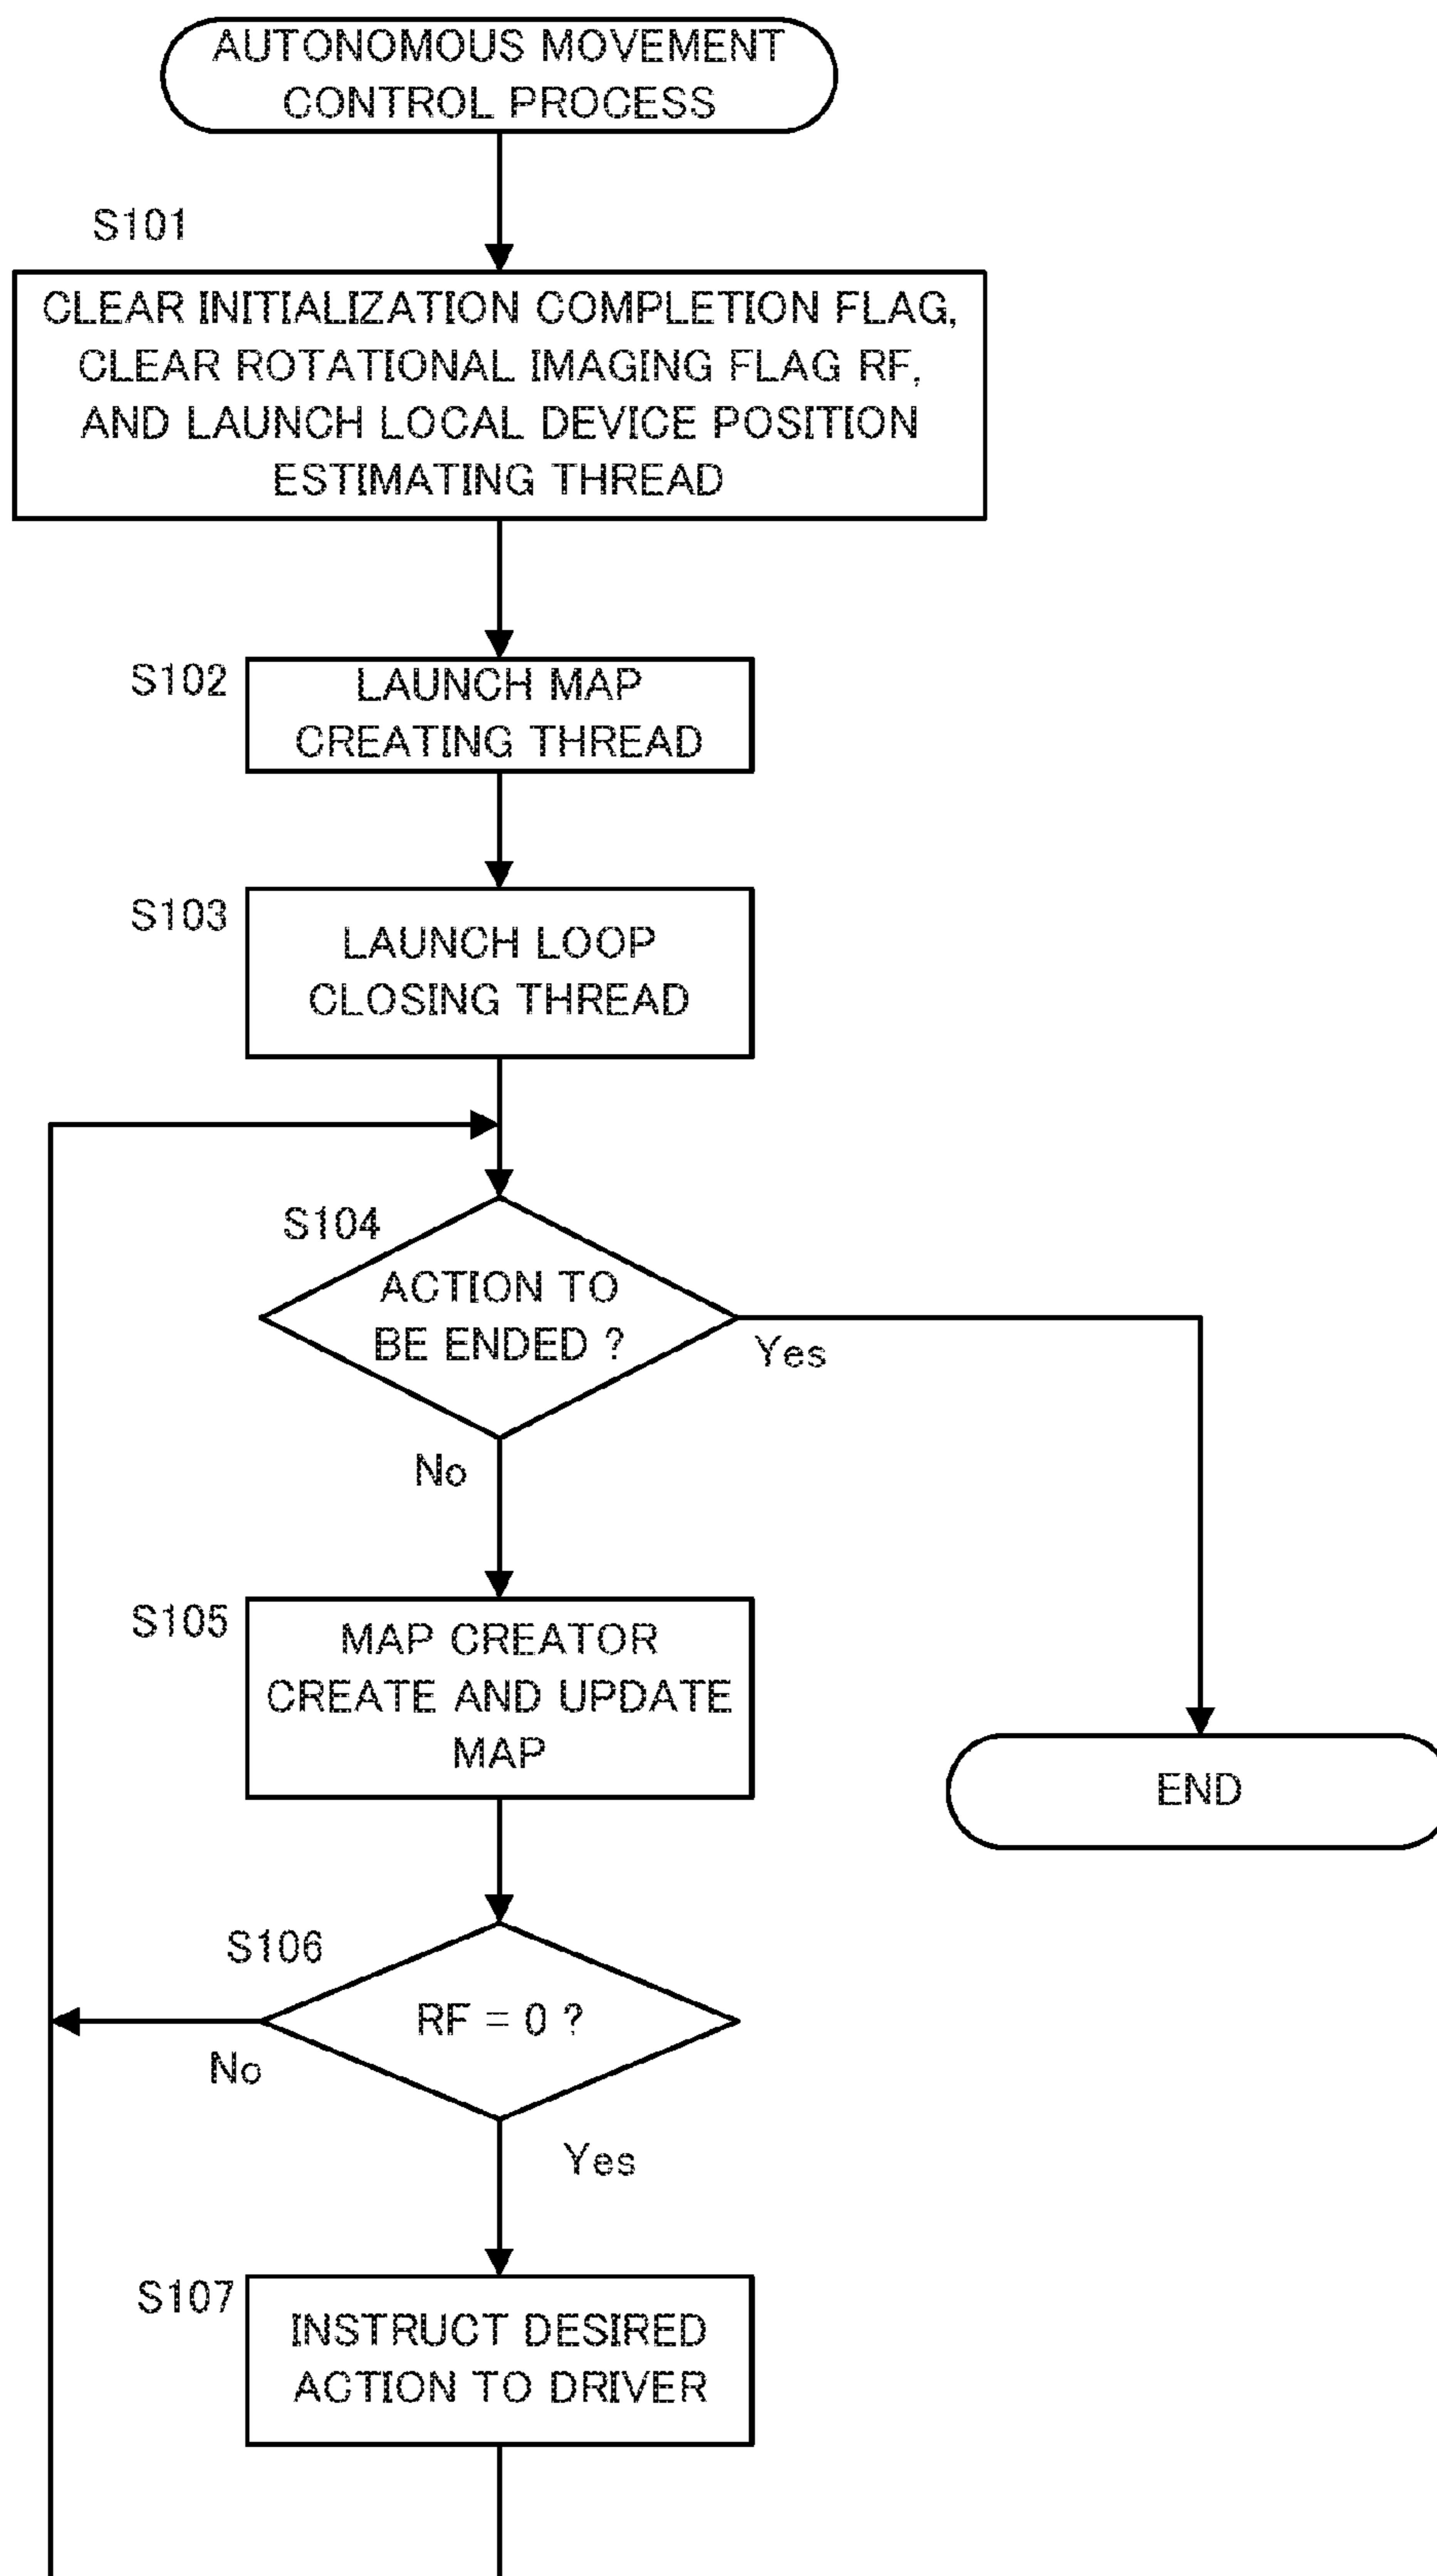 AUTONOMOUS MOVEMENT
CONTROL PROCESS
S101
CLEAR INITIALIZATION COMPLETION FLAG,
CLEAR ROTATIONAL IMAGING FLAG RF,
AND LAUNCH LOCAL DEVICE POSITION
ESTIMATING THREAD
S102
LAUNCH MAP
CREATING THREAD
S103
LAUNCH LOOP
CLOSING THREAD
S104
ACTION TO
BE ENDED ?
Yes
No
S105
MAP CREATOR
CREATE AND UPDATE
MAP
END
S106
RF = 0 ?
No
Yes
S107
INSTRUCT DESIRED
ACTION TO DRIVER